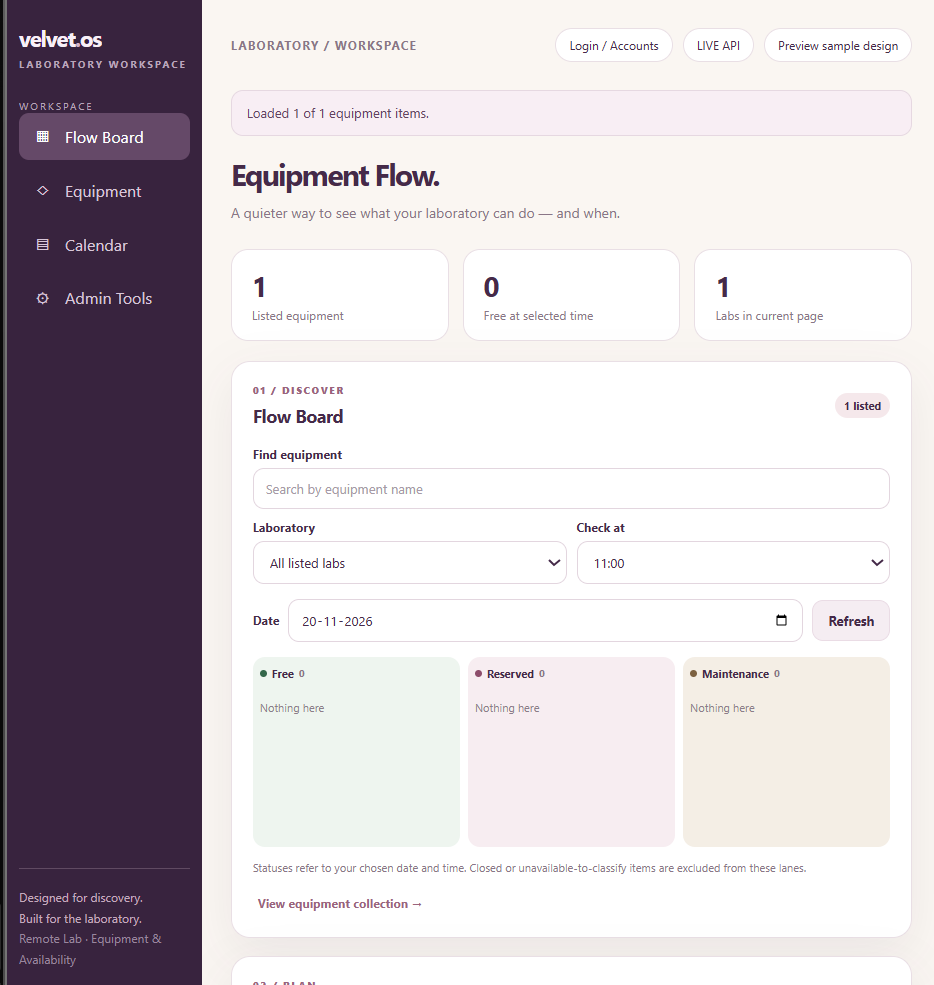 velvet.os
LABORATORY WORKSPACE
WORKSPACE
Flow Board
Equipment
Calendar
Admin Tools
Designed for discovery.
Built for the laboratory.
Remote Lab · Equipment &
Availability
LABORATORY / WORKSPACE
Login / Accounts
LIVE API
Preview sample design
Loaded 1 of 1 equipment items.
Equipment Flow.
A quieter way to see what your laboratory can do — and when.
1
Listed equipment
0
Free at selected time
1
Labs in current page
01 / DISCOVER
Flow Board
1 listed
Find equipment
Search by equipment name
Laboratory
Check at
All listed labs
11:00
Date
20-11-2026
Refresh
Free 0
Nothing here
Reserved 0
Nothing here
Maintenance 0
Nothing here
Statuses refer to your chosen date and time. Closed or unavailable-to-classify items are excluded from these lanes.
View equipment collection →